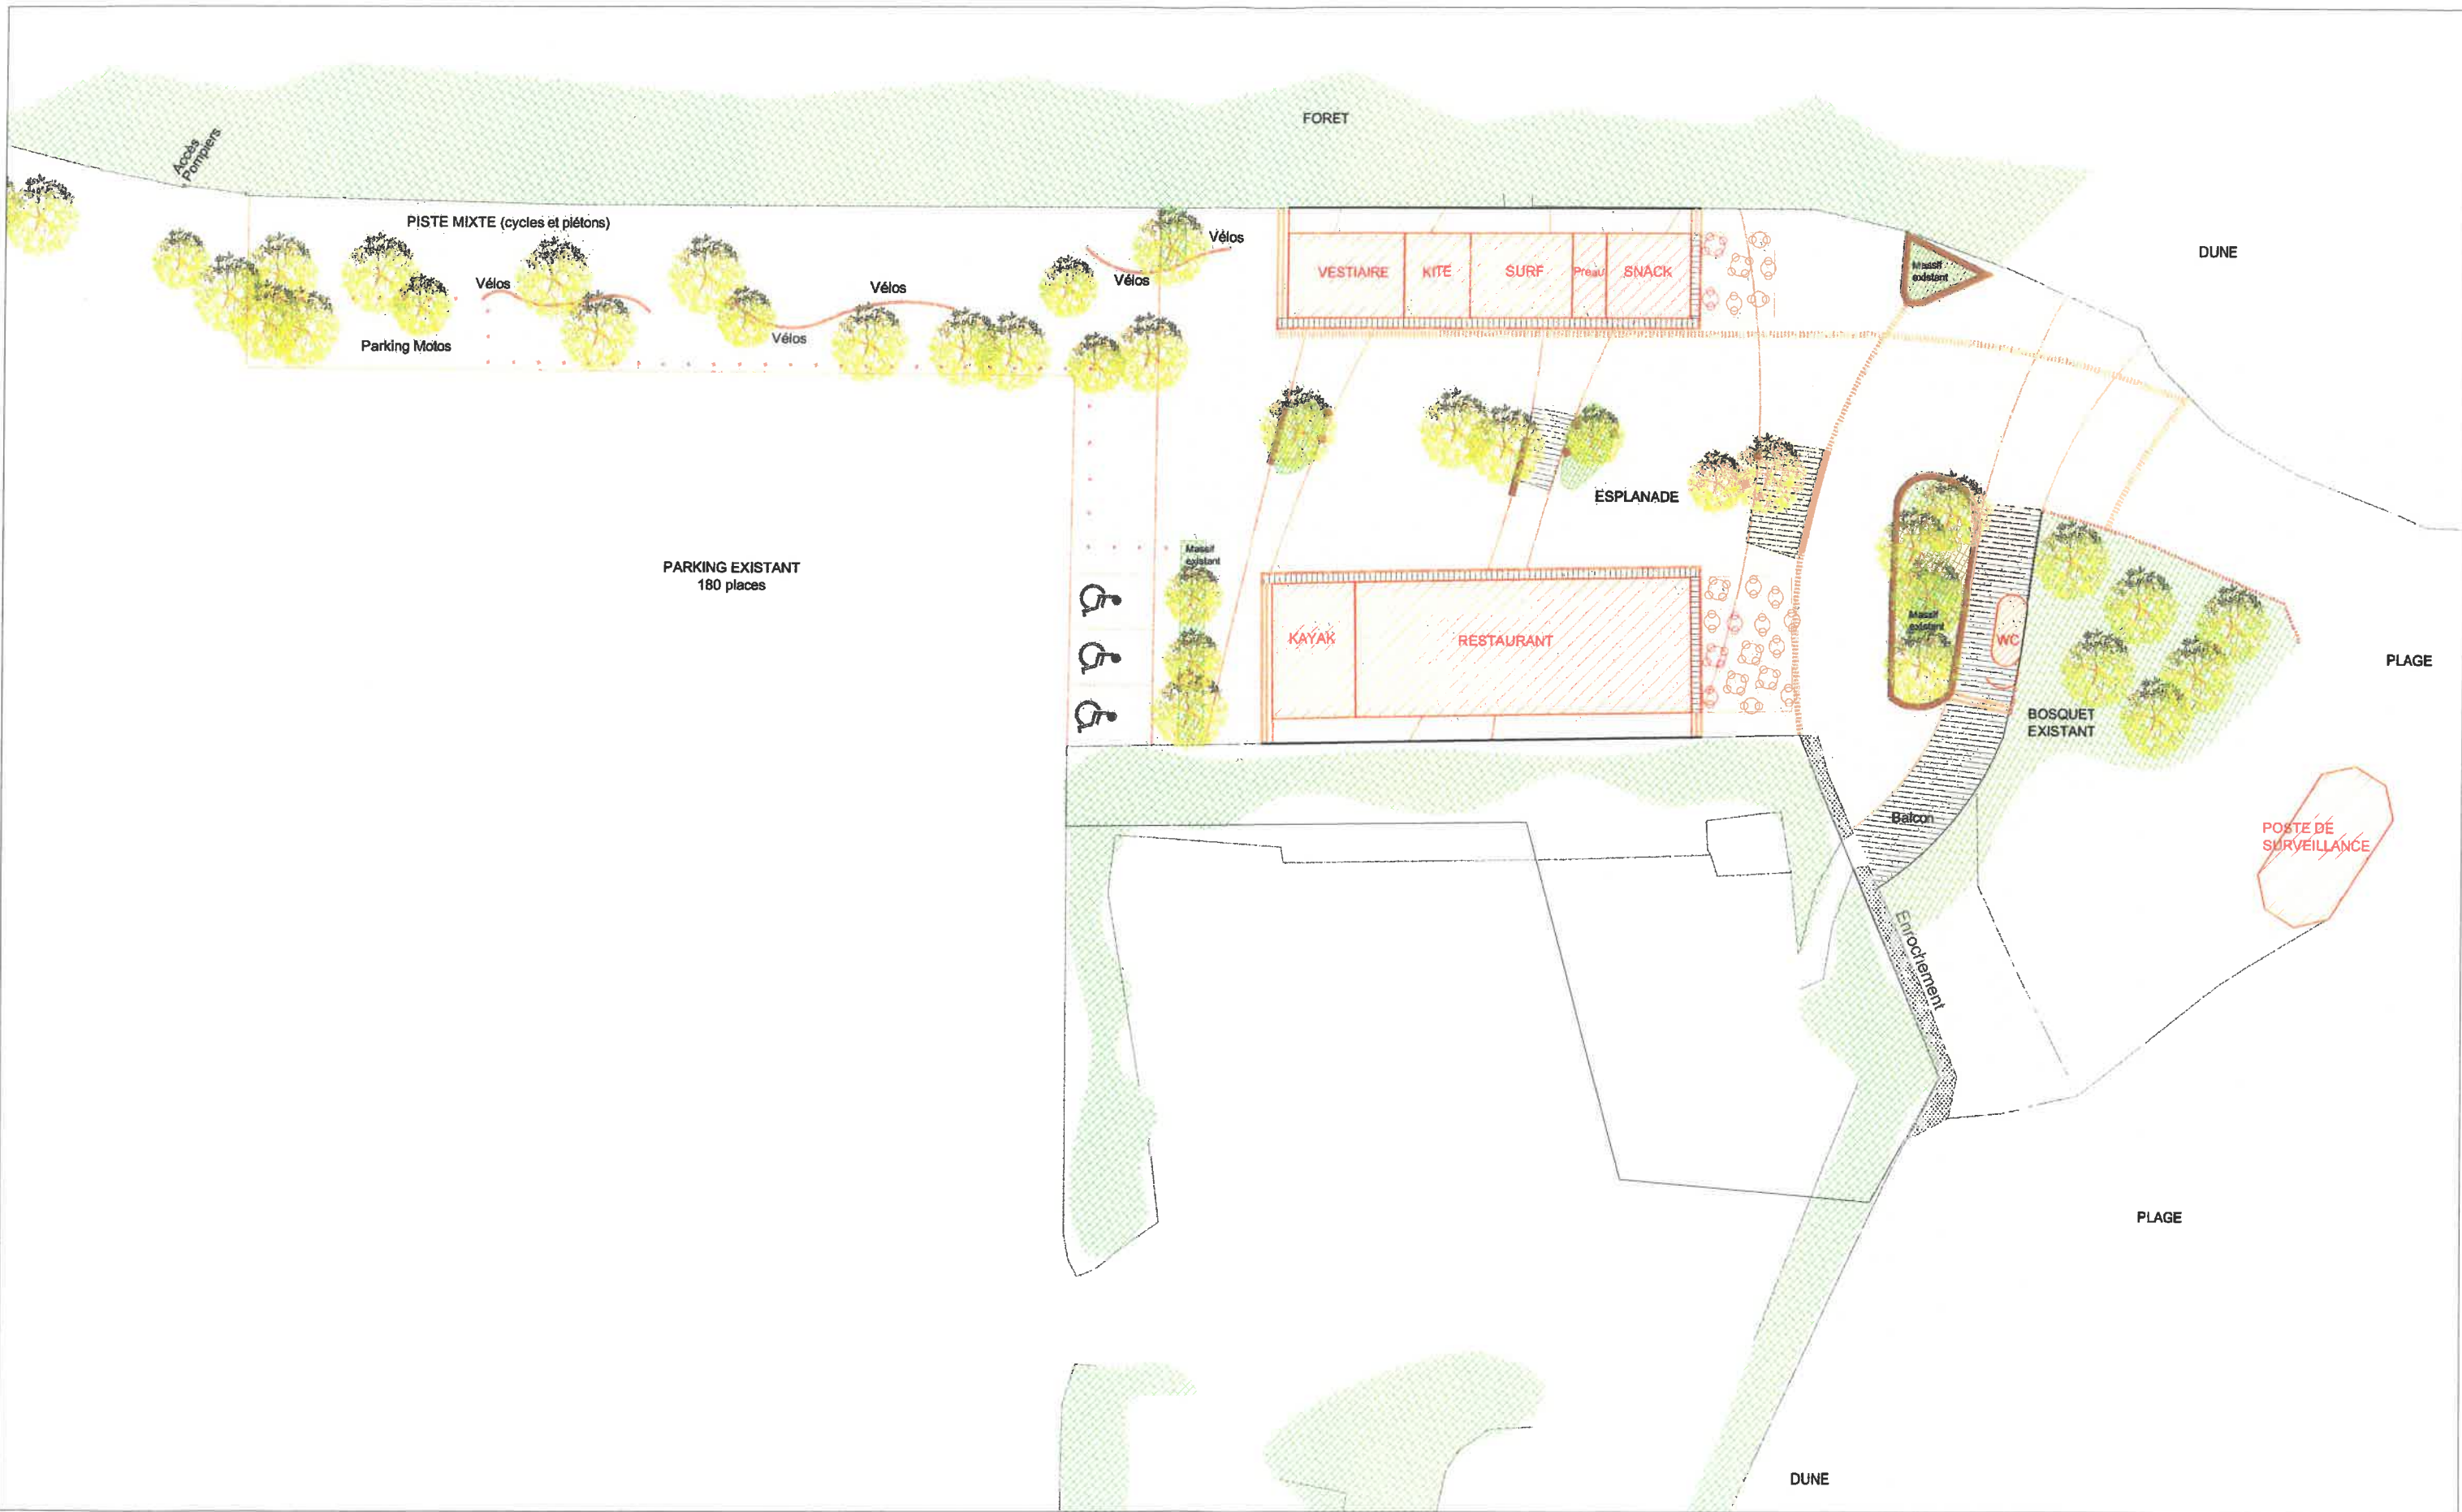 FORET
Accès
Pompiers
PISTE MIXTE (cycles et piétons)
Vélos
Vélos
Vélos
Vélos
Vélos
Parking Motos
VESTIAIRE
KITE
SURF
Préau
SNACK
Massif
existant
DUNE
ESPLANADE
PARKING EXISTANT
180 places
Massif
existant
KAYAK
RESTAURANT
Massif
existant
WC
PLAGE
BOSQUET
EXISTANT
Balcon
POSTE DE
SURVEILLANCE
Enrochement
PLAGE
DUNE